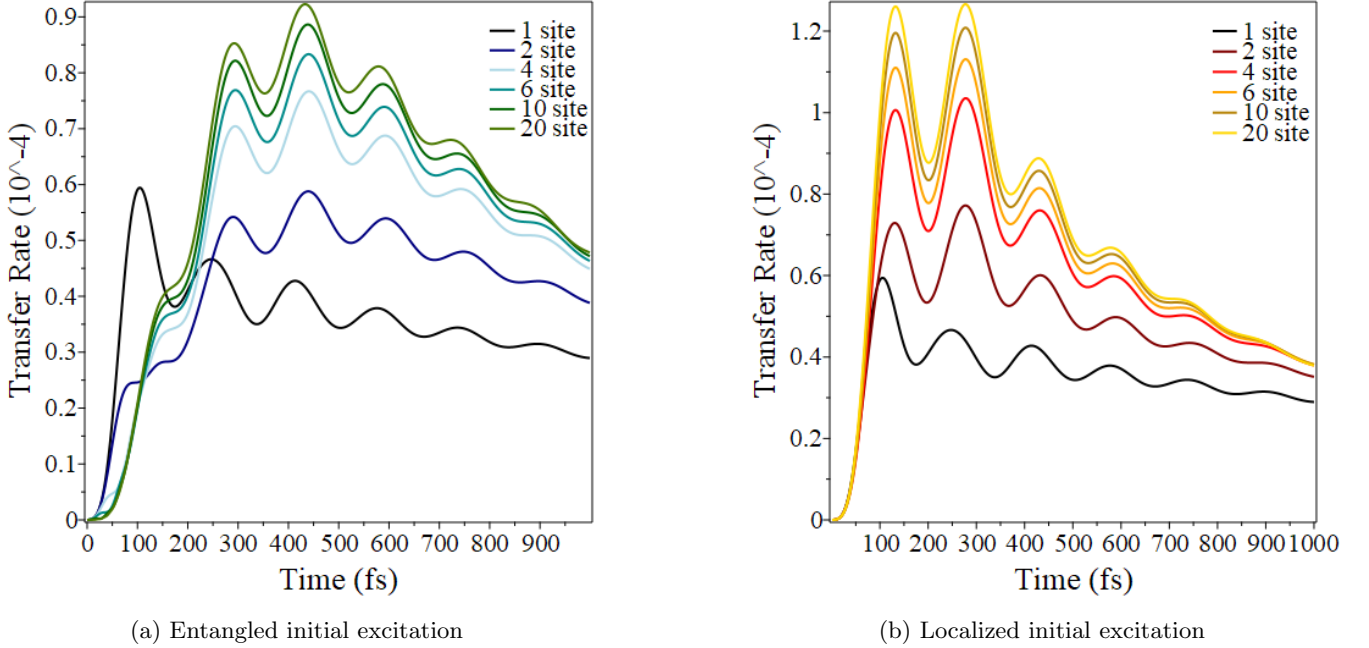 0.9
0.8
0.7
0.6
0.5
0.4
0.3
0.2
0.1
0
Transfer Rate (10^-4)
1 site
2 site
4 site
6 site
10 site
20 site
0 100 200 300 400 500 600 700 800 900
Time (fs)
(a) Entangled initial excitation
1.2
1
0.8
0.6
0.4
0.2
0
Transfer Rate (10^-4)
1 site
2 site
4 site
6 site
10 site
20 site
100 200 300 400 500 600 700 800 900 1000
Time (fs)
(b) Localized initial excitation